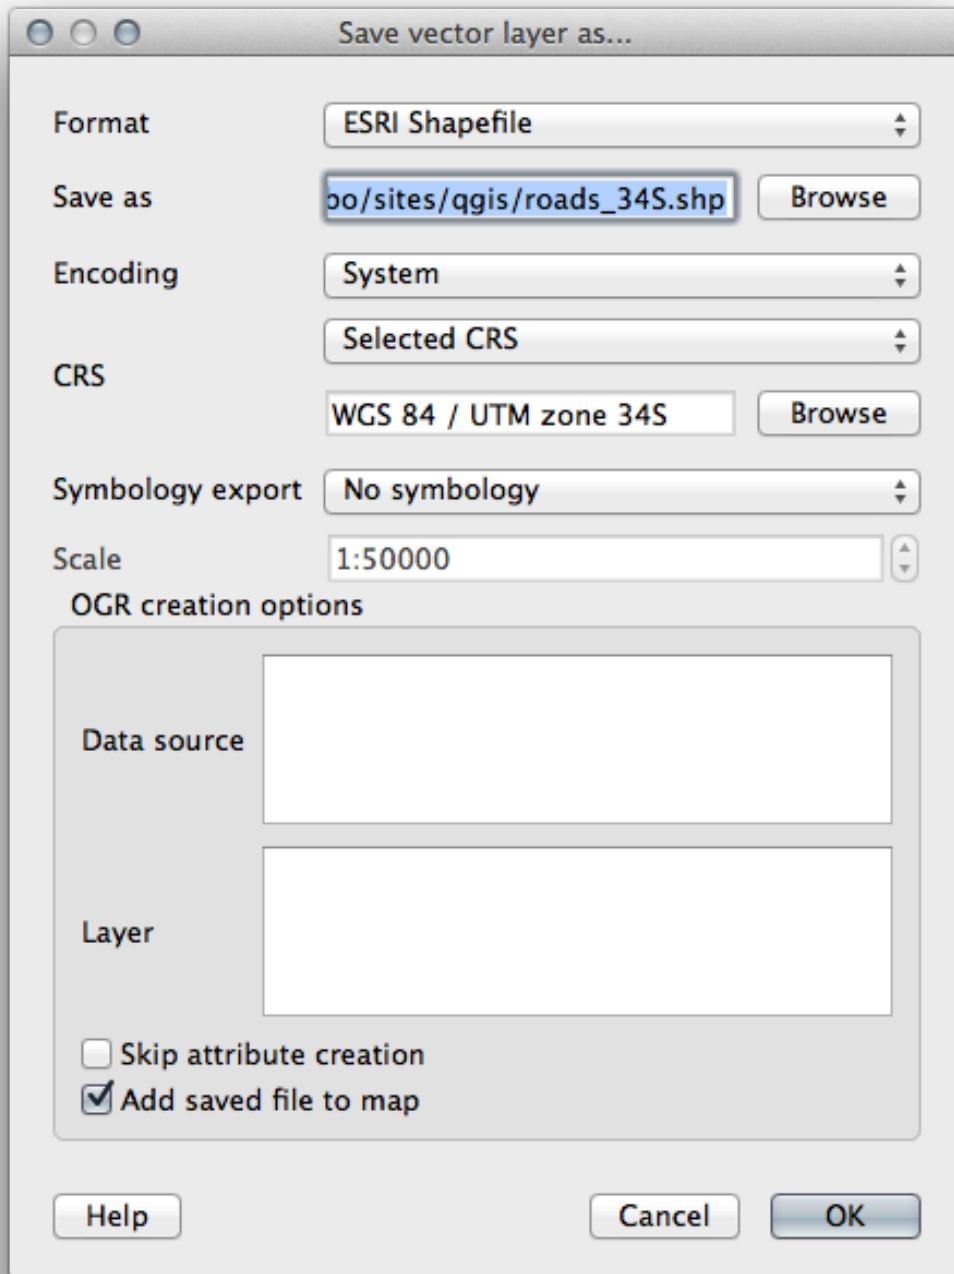 Save vector layer as...
Format ESRI Shapefile
Save as bo/sites/qgis/roads_34S.shp Browse
Encoding System
Selected CRS
CRS
WGS 84 / UTM zone 34S Browse
Symbology export No symbology
Scale 1:50000
OGR creation options
Data source
Layer
Skip attribute creation
Add saved file to map
Help Cancel OK